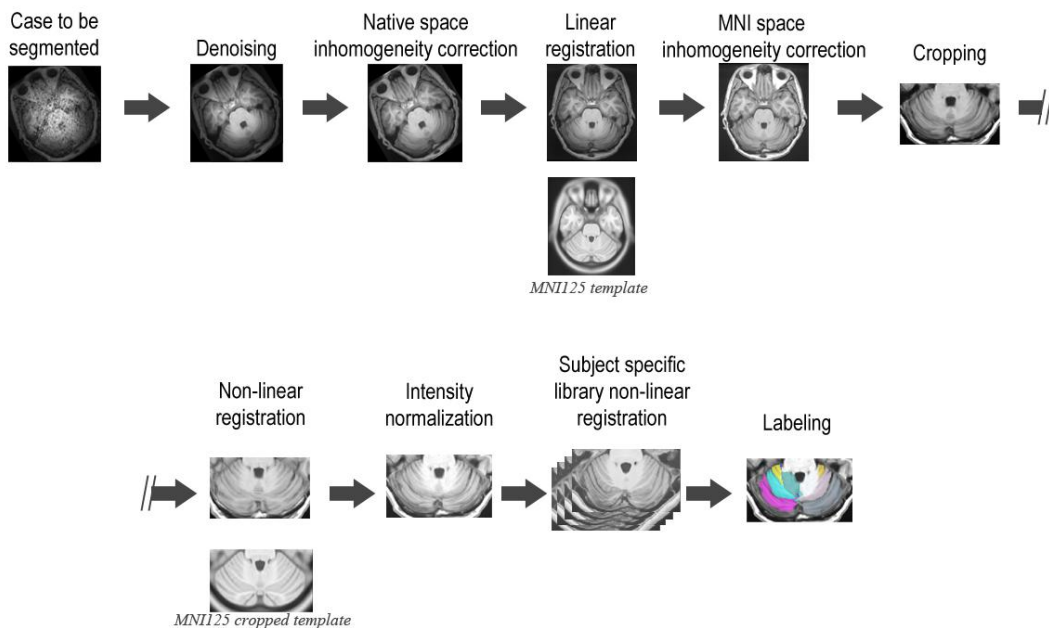 Case to be
segmented
Denoising
Native space
inhomogeneity correction
Linear
registration
MNI space
inhomogeneity correction
Cropping
MNI125 template
Non-linear
registration
Intensity
normalization
Subject specific
library non-linear
registration
Labeling
MNI125 cropped template